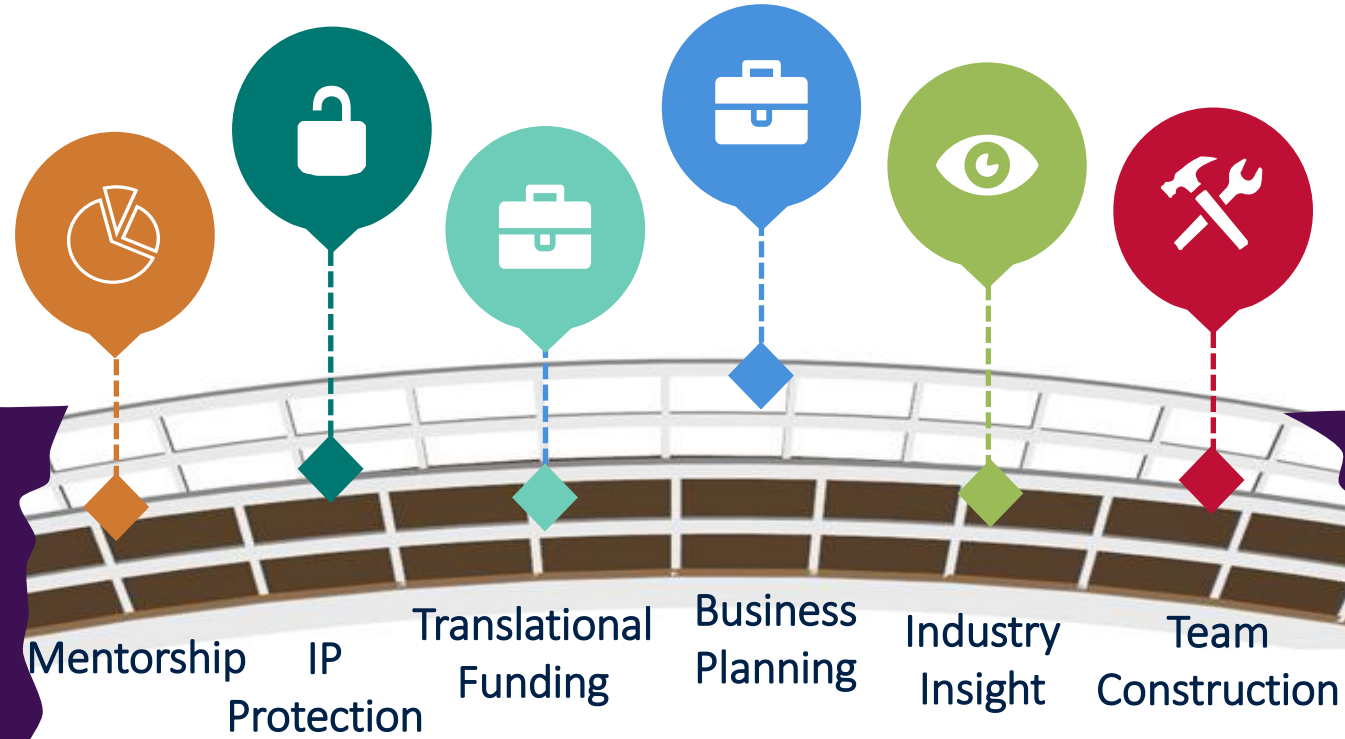 Mentorship
IP
Protection
Translational
Funding
Business
Planning
Industry
Insight
Team
Construction